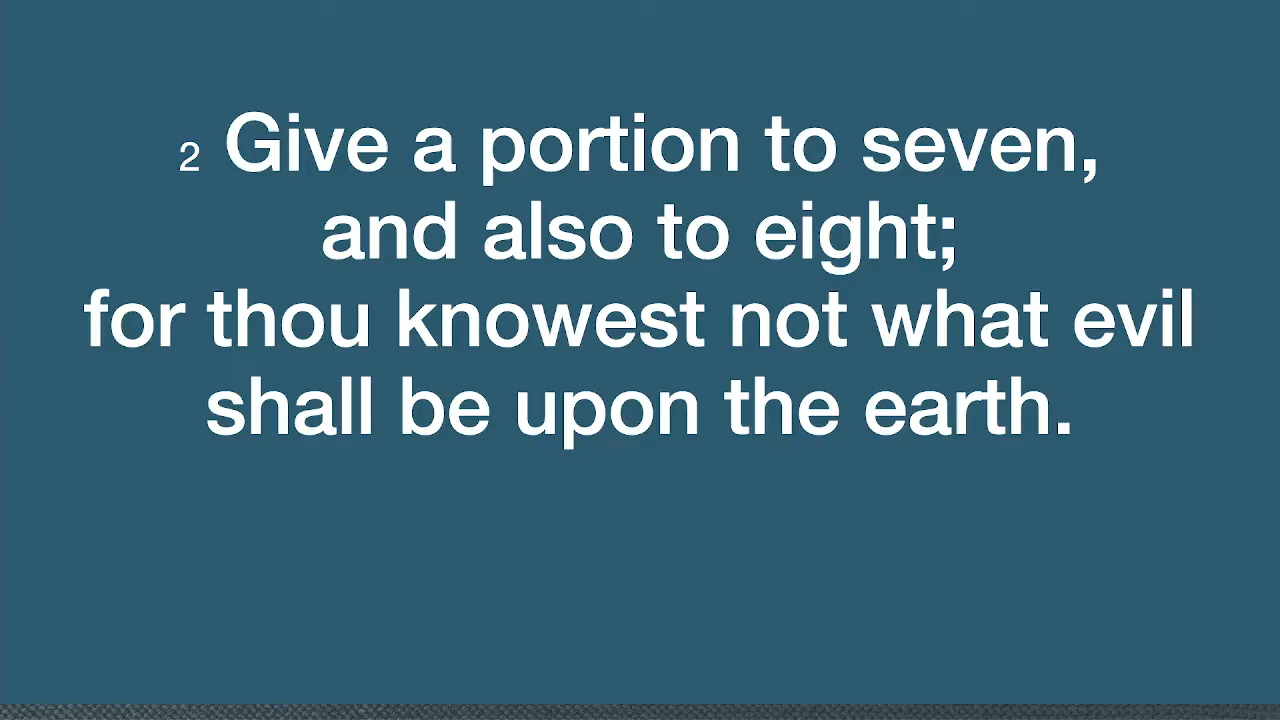 2 Give a portion to seven,
and also to eight;
for thou knowest not what evil
shall be upon the earth.